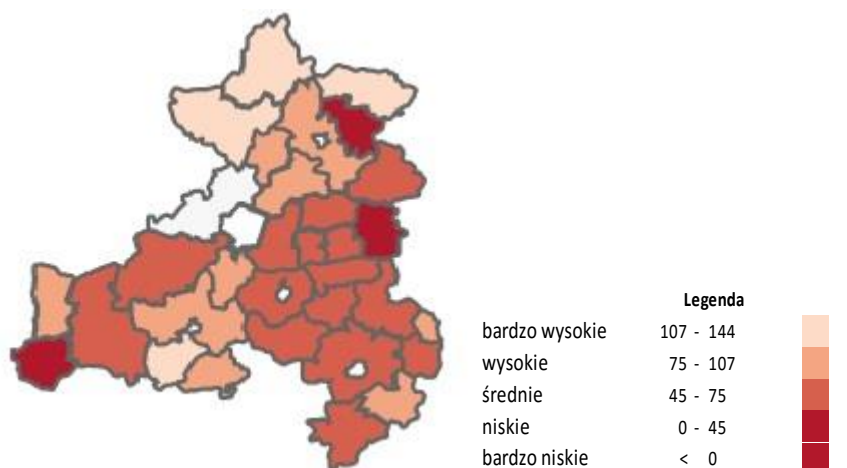 Legenda
bardzo wysokie 107 - 144
wysokie 75 - 107
średnie 45 - 75
niskie 0 - 45
bardzo niskie < 0